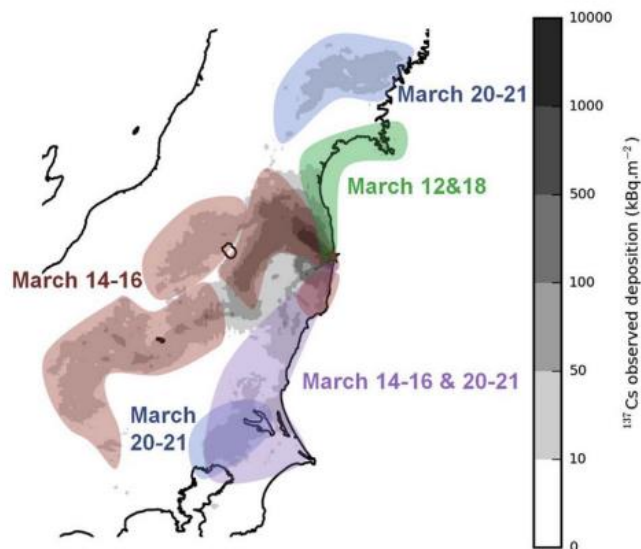 March 20-21
March 12&18
March 14-16
March 14-16 & 20-21
March
20-21
10000
1000
500
100
50
10
0
¹³⁷Cs observed deposition (kBq.m⁻²)